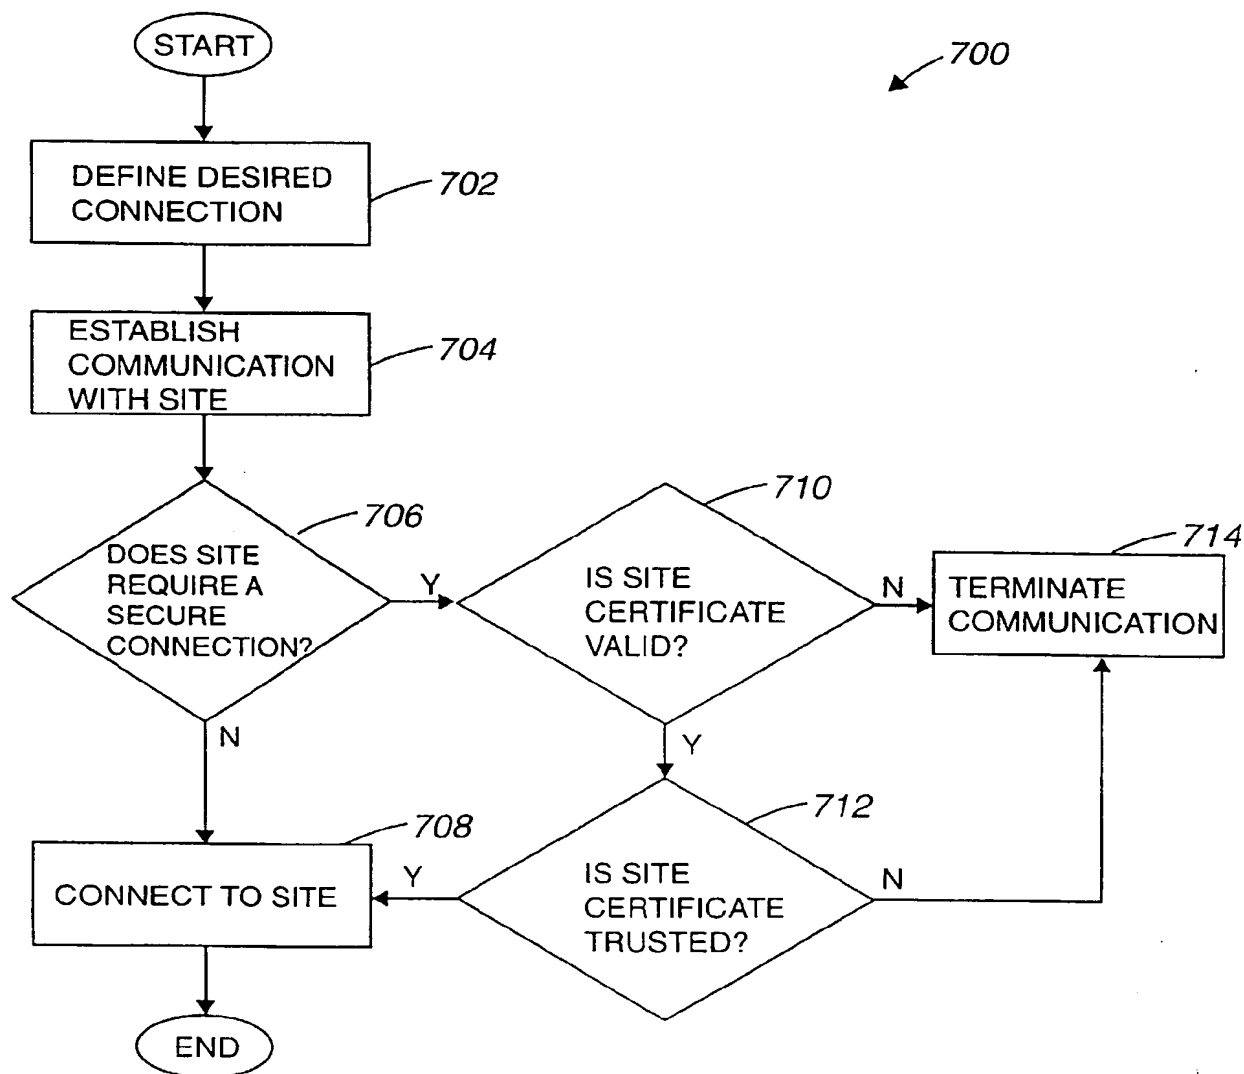 START
700
DEFINE DESIRED
CONNECTION
702
ESTABLISH
COMMUNICATION
WITH SITE
704
706
DOES SITE
REQUIRE A
SECURE
CONNECTION?
Y
N
710
IS SITE
CERTIFICATE
VALID?
N
Y
714
TERMINATE
COMMUNICATION
708
CONNECT TO SITE
Y
712
IS SITE
CERTIFICATE
TRUSTED?
N
END